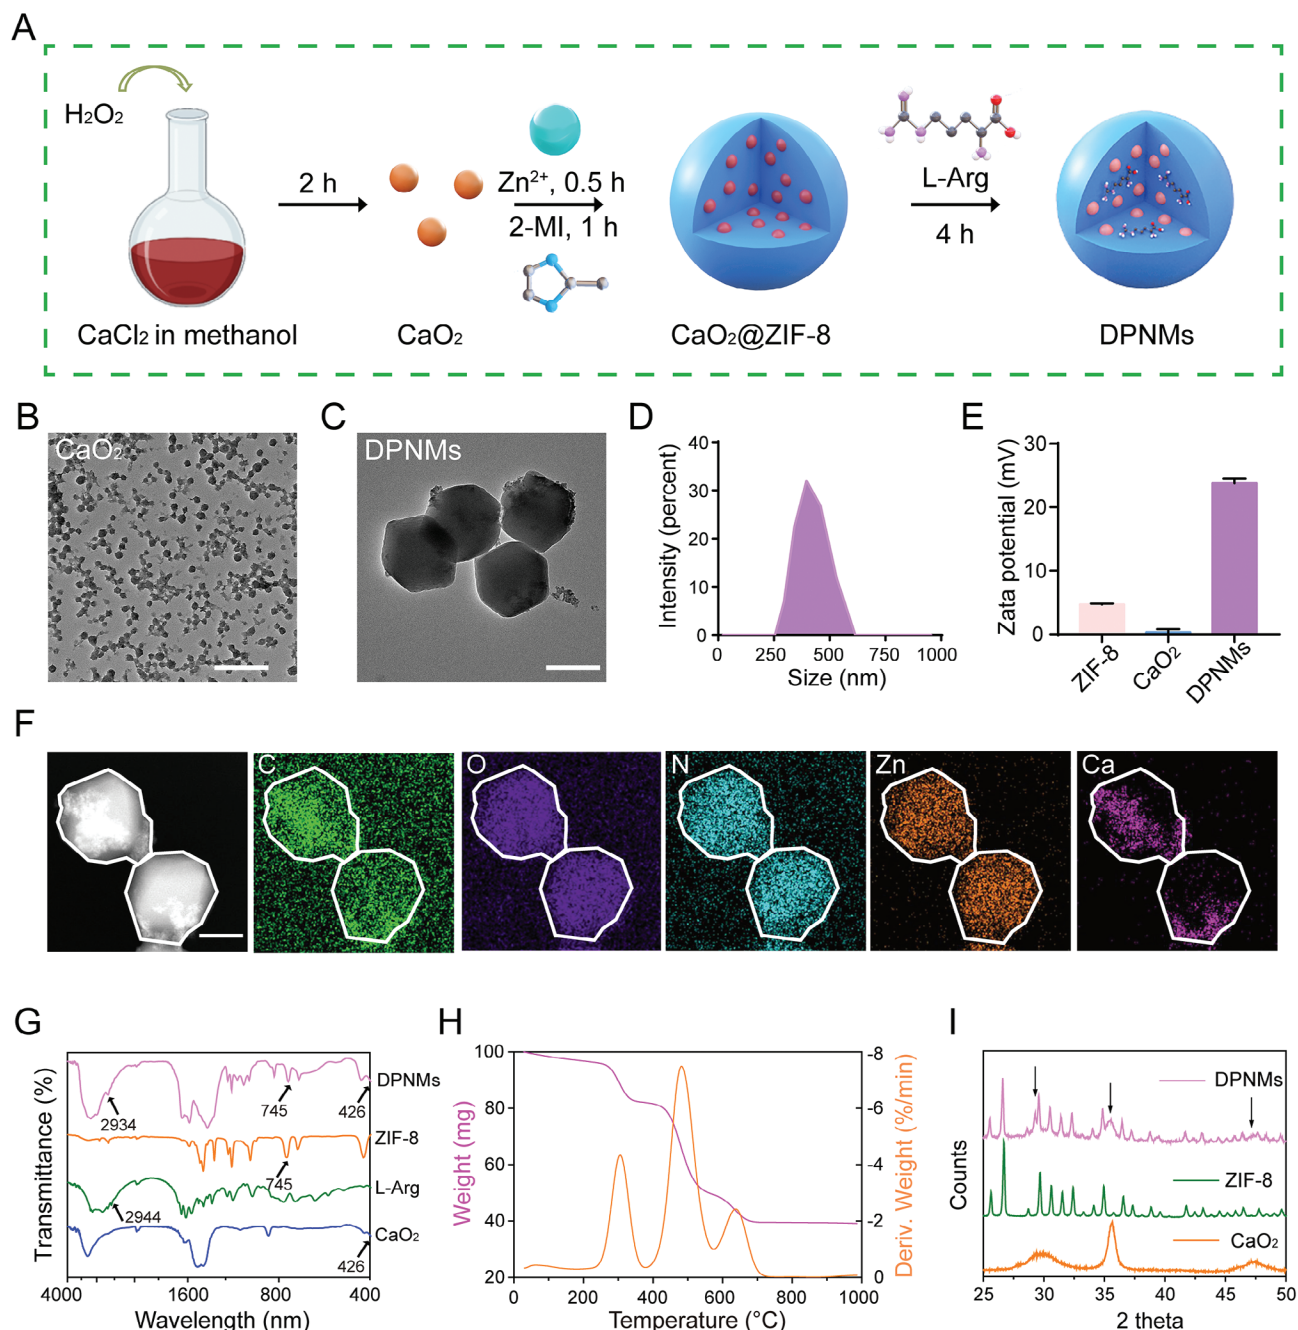 A
H2O2
2 h
Zn2+, 0.5 h
2-MI, 1 h
L-Arg
4 h
CaCl2 in methanol
CaO2
CaO2@ZIF-8
DPNMs
B
CaO2
C
DPNMs
D
Intensity (percent)
40
30
20
10
0
0
250
500
750
1000
Size (nm)
E
Zata potential (mV)
30
20
10
0
ZIF-8
CaO2
DPNMs
F
C
O
N
Zn
Ca
G
Transmittance (%)
DPNMs
2934
745
426
ZIF-8
745
L-Arg
2944
CaO2
426
4000
1600
800
400
Wavelength (nm)
H
Weight (mg)
100
80
60
40
20
0
200
400
600
800
1000
Temperature (°C)
-8
-6
-4
-2
0
Deriv. Weight (%/min)
I
Counts
DPNMs
ZIF-8
CaO2
25
30
35
40
45
50
2 theta